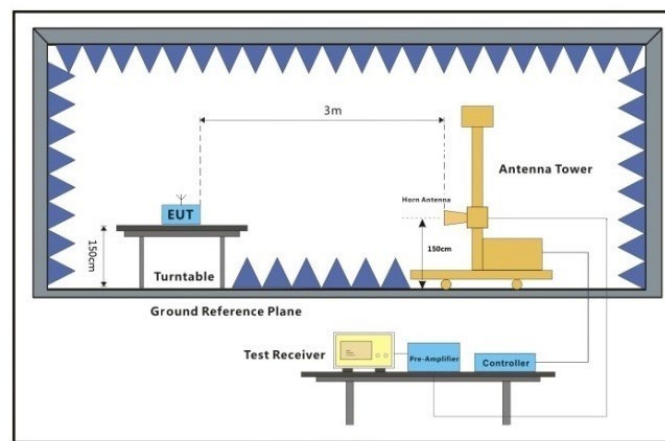 3m
Antenna Tower
Horn Antenna
EUT
150cm
150cm
Turntable
Ground Reference Plane
Test Receiver
Pre-Amplifier
Controller